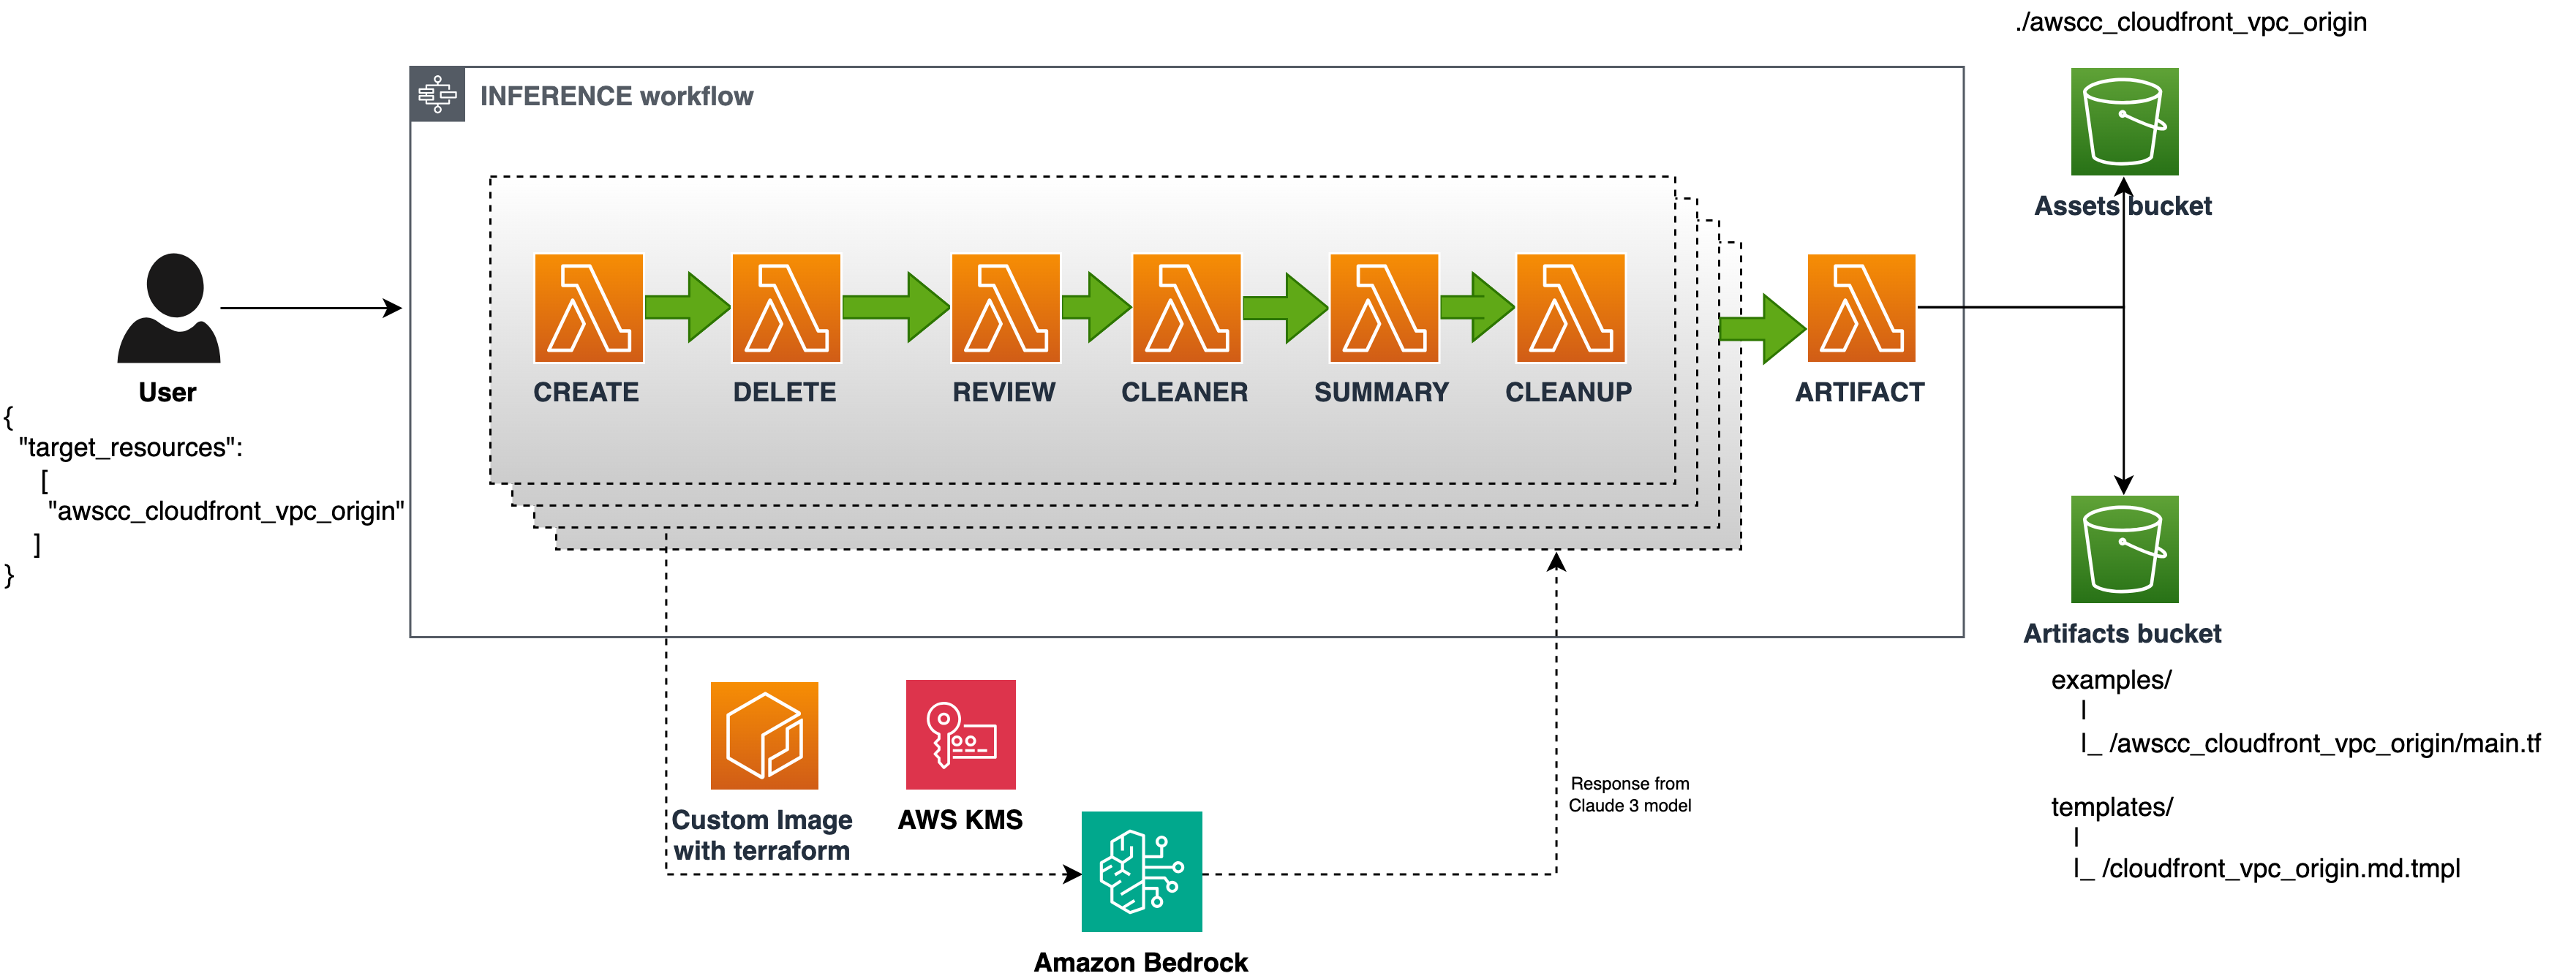 ./awscc_cloudfront_vpc_origin
INFERENCE workflow
Assets bucket
CREATE
DELETE
REVIEW
CLEANER
SUMMARY
CLEANUP
ARTIFACT
User
{
"target_resources":
[
"awscc_cloudfront_vpc_origin"
]
}
Artifacts bucket
examples/
|
|_ /awscc_cloudfront_vpc_origin/main.tf
templates/
|
|_ /cloudfront_vpc_origin.md.tmpl
Response from
Claude 3 model
Custom Image
with terraform
AWS KMS
Amazon Bedrock